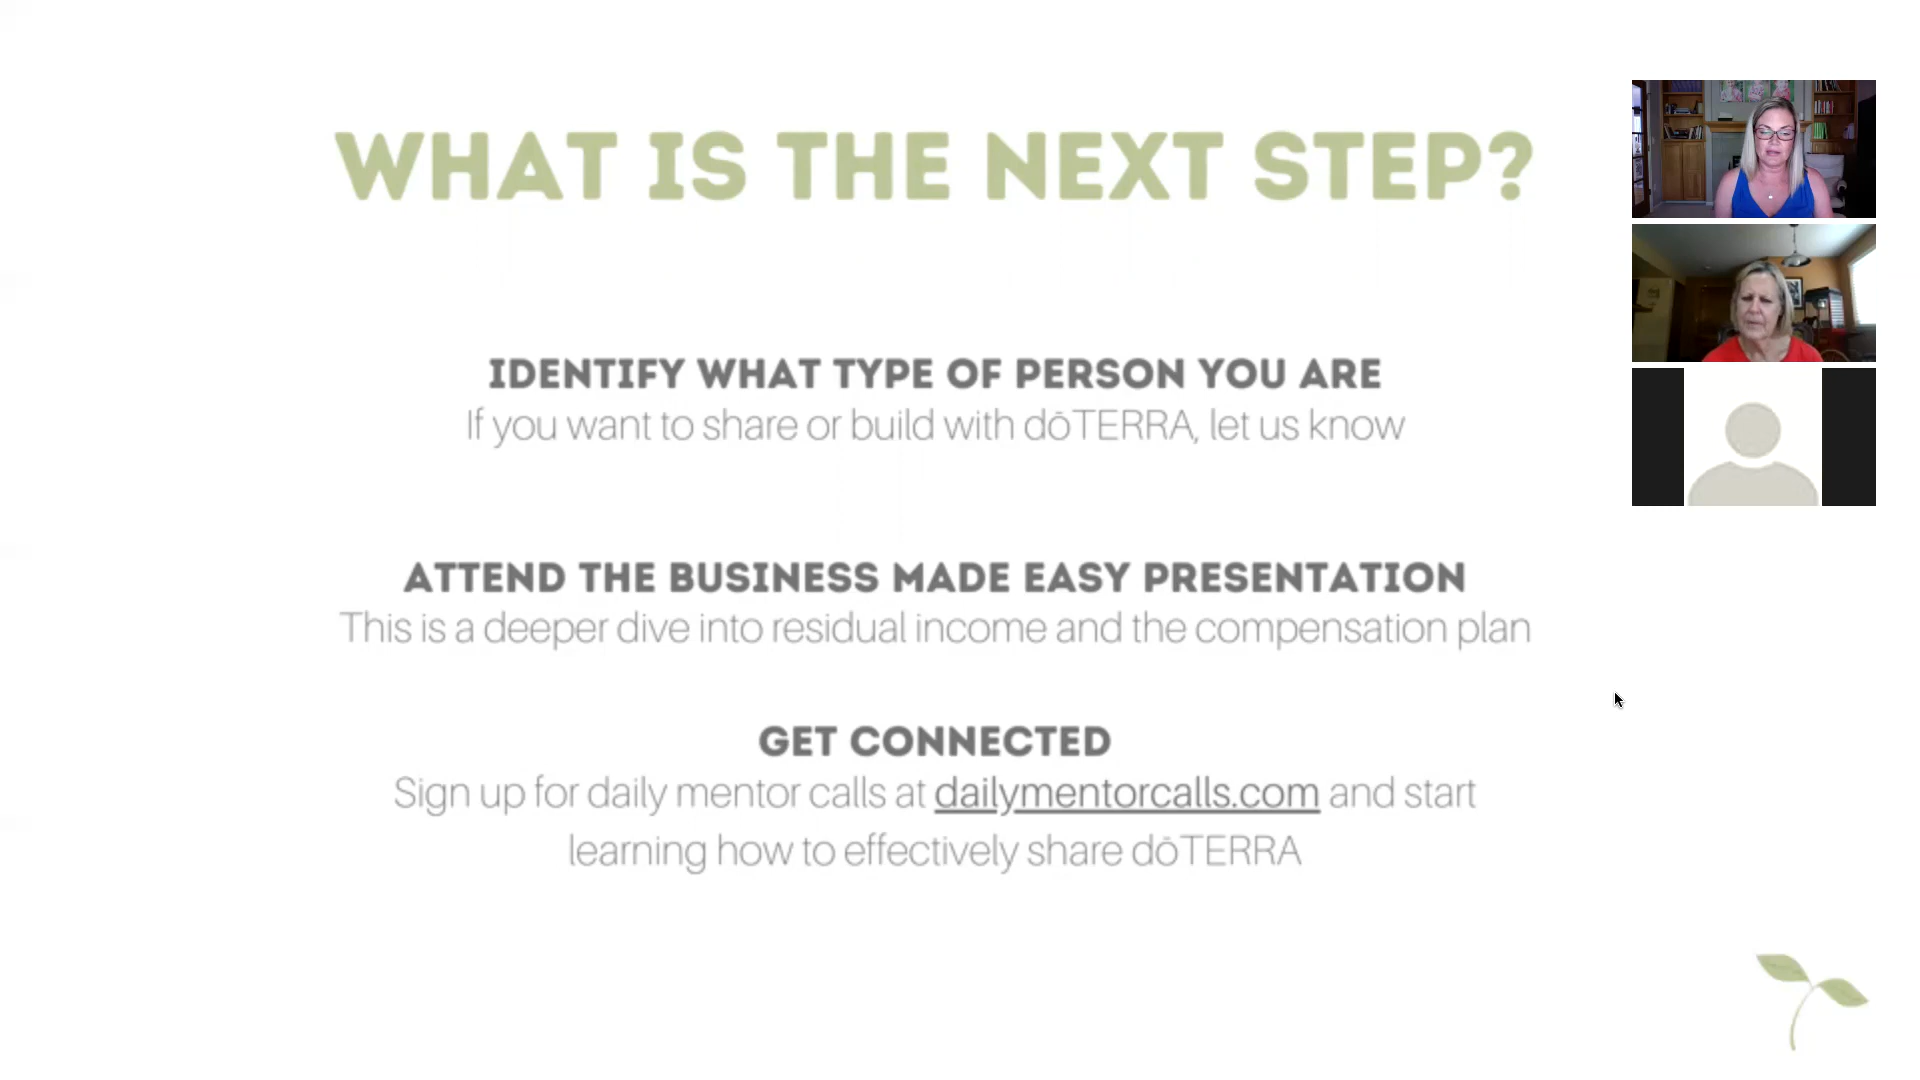 WHAT IS THE NEXT STEP?
IDENTIFY WHAT TYPE OF PERSON YOU ARE
If you want to share or build with dōTERRA, let us know
ATTEND THE BUSINESS MADE EASY PRESENTATION
This is a deeper dive into residual income and the compensation plan
GET CONNECTED
Sign up for daily mentor calls at dailymentorcalls.com and start
learning how to effectively share dōTERRA